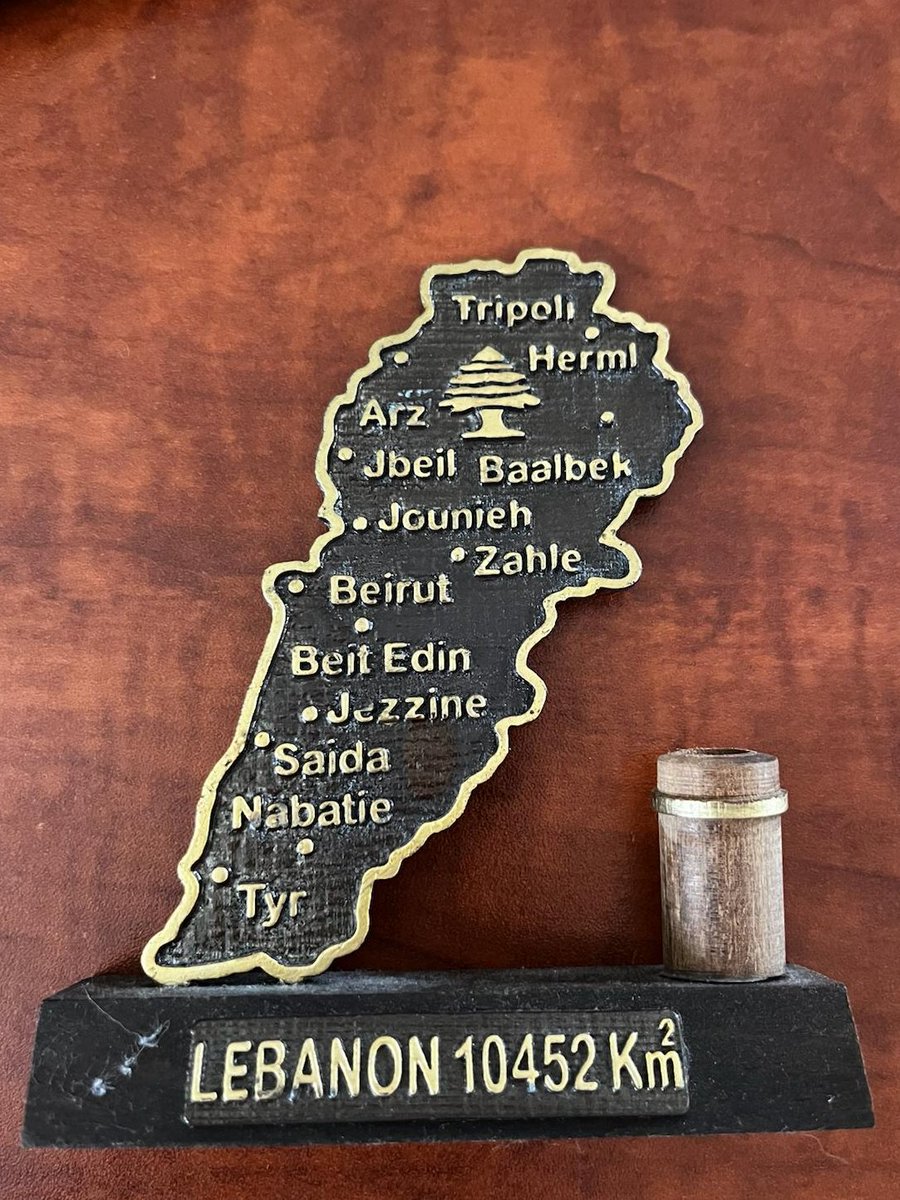 Tripoli
Herml
Arz
Jbeil Baalbek
Jounieh
Zahle
Beirut
Beit Edin
Jezzine
Saida
Nabatie
Tyr
LEBANON 10452 Km²